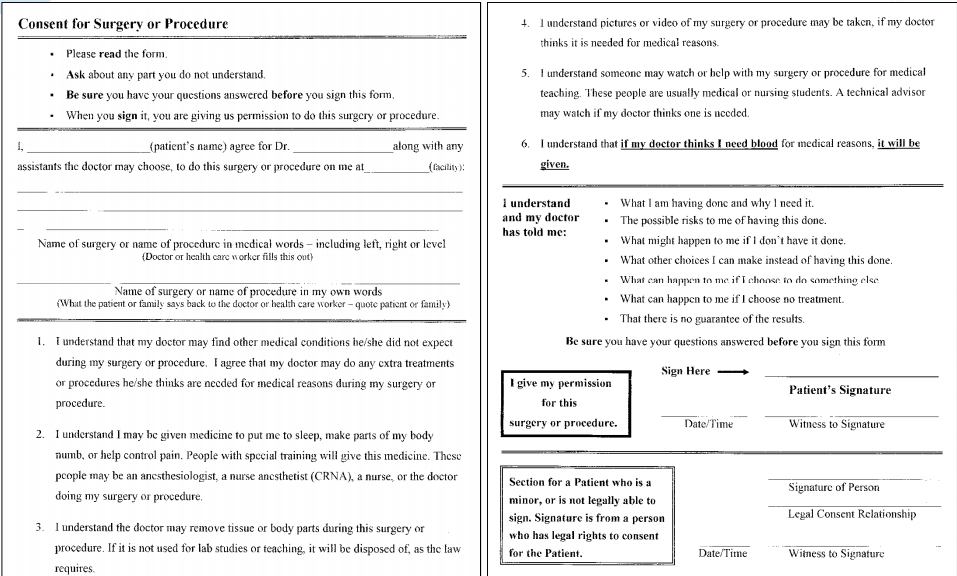 Consent for Surgery or Procedure
▪ Please read the form.
▪ Ask about any part you do not understand.
▪ Be sure you have your questions answered before you sign this form.
▪ When you sign it, you are giving us permission to do this surgery or procedure.
I, ____________________(patient's name) agree for Dr. ________________along with any
assistants the doctor may choose, to do this surgery or procedure on me at___________(facility):
Name of surgery or name of procedure in medical words – including left, right or level
(Doctor or health care worker fills this out)
Name of surgery or name of procedure in my own words
(What the patient or family says back to the doctor or health care worker – quote patient or family)
1. I understand that my doctor may find other medical conditions he/she did not expect
during my surgery or procedure. I agree that my doctor may do any extra treatments
or procedures he/she thinks are needed for medical reasons during my surgery or
procedure.
2. I understand I may be given medicine to put me to sleep, make parts of my body
numb, or help control pain. People with special training will give this medicine. These
people may be an anesthesiologist, a nurse anesthetist (CRNA), a nurse, or the doctor
doing my surgery or procedure.
3. I understand the doctor may remove tissue or body parts during this surgery or
procedure. If it is not used for lab studies or teaching, it will be disposed of, as the law
requires.
4. I understand pictures or video of my surgery or procedure may be taken, if my doctor
thinks it is needed for medical reasons.
5. I understand someone may watch or help with my surgery or procedure for medical
teaching. These people are usually medical or nursing students. A technical advisor
may watch if my doctor thinks one is needed.
6. I understand that if my doctor thinks I need blood for medical reasons, it will be
given.
I understand
and my doctor
has told me:
▪ What I am having done and why I need it.
▪ The possible risks to me of having this done.
▪ What might happen to me if I don't have it done.
▪ What other choices I can make instead of having this done.
▪ What can happen to me if I choose to do something else
▪ What can happen to me if I choose no treatment.
▪ That there is no guarantee of the results.
Be sure you have your questions answered before you sign this form
I give my permission
for this
surgery or procedure.
Sign Here
Patient's Signature
Date/Time
Witness to Signature
Section for a Patient who is a
minor, or is not legally able to
sign. Signature is from a person
who has legal rights to consent
for the Patient.
Signature of Person
Legal Consent Relationship
Date/Time
Witness to Signature